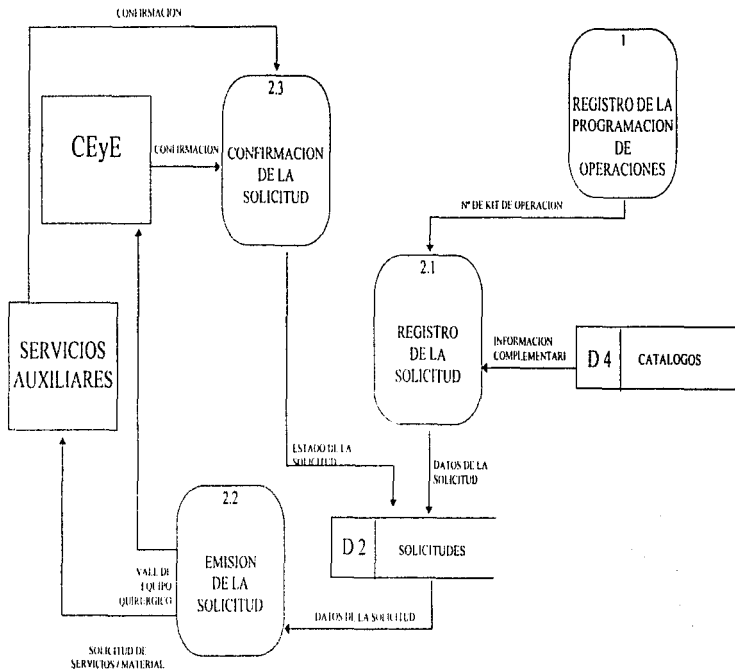 CONFIRMACION
1
REGISTRO DE LA
PROGRAMACION
DE
OPERACIONES
2.3
CONFIRMACION
DE LA
SOLICITUD
CEyE
CONFIRMACION
Nº DE KIT DE OPERACION
2.1
REGISTRO
DE LA
SOLICITUD
INFORMACION
COMPLEMENTARI
D 4
CATALOGOS
SERVICIOS
AUXILIARES
ESTADO DE LA
SOLICITUD
DATOS DE LA
SOLICITUD
2.2
EMISION
DE LA
SOLICITUD
D 2
SOLICITUDES
VALE DE
EQUIPO
QUIRURGICO
DATOS DE LA SOLICITUD
SOLICITUD DE
SERVICIOS / MATERIAL